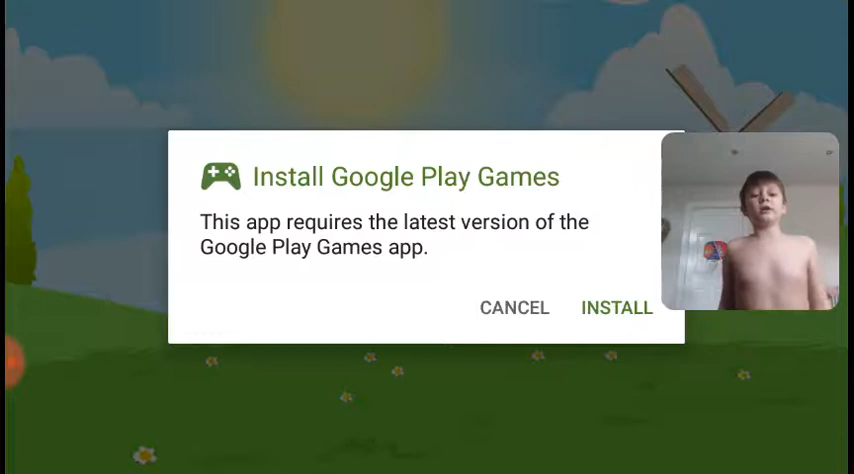 Install Google Play Games
This app requires the latest version of the
Google Play Games app.
CANCEL INSTALL